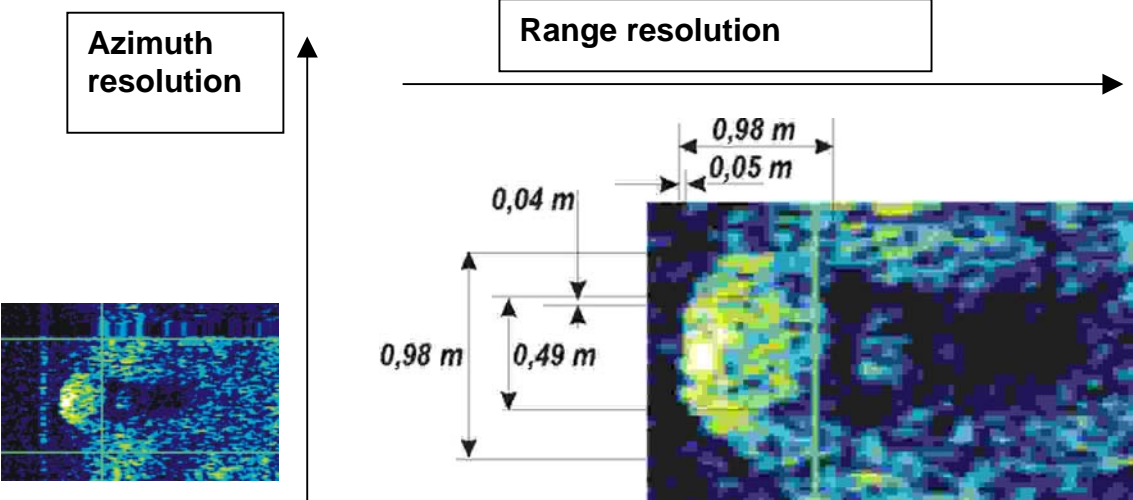 Azimuth
resolution
Range resolution
0,98 m
0,05 m
0,04 m
0,98 m
0,49 m